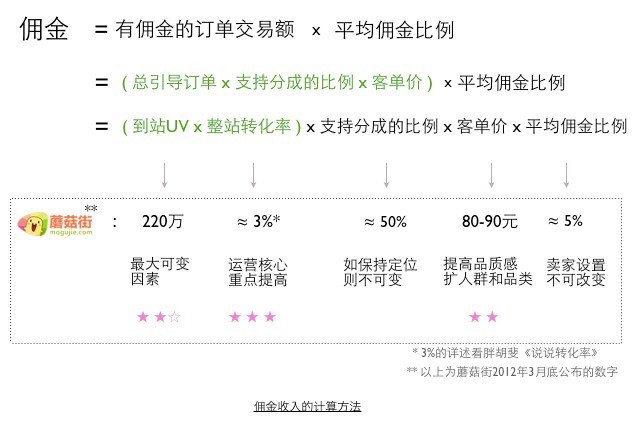 佣金 = 有佣金的订单交易额 x 平均佣金比例
= ( 总引导订单 x 支持分成的比例 x 客单价 ) x 平均佣金比例
= ( 到站UV x 整站转化率 ) x 支持分成的比例 x 客单价 x 平均佣金比例
蘑菇街 ** : 220万 ≈ 3%* ≈ 50% 80-90元 ≈ 5%
mogujie.com
最大可变 运营核心 如保持定位 提高品质感 卖家设置
因素 重点提高 则不可变 扩人群和品类 不可改变
★ ★ ☆ ★ ★ ★ ★ ★
* 3%的详述看胖胡斐《说说转化率》
** 以上为蘑菇街2012年3月底公布的数字
佣金收入的计算方法